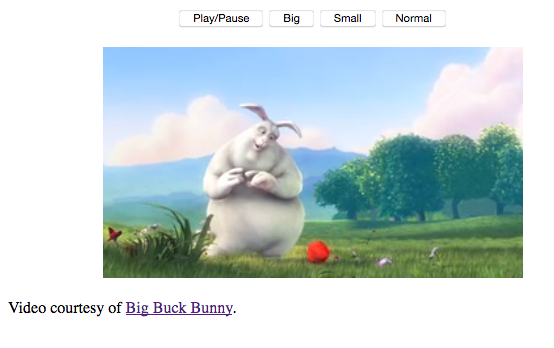 Play/Pause Big Small Normal
Video courtesy of Big Buck Bunny.